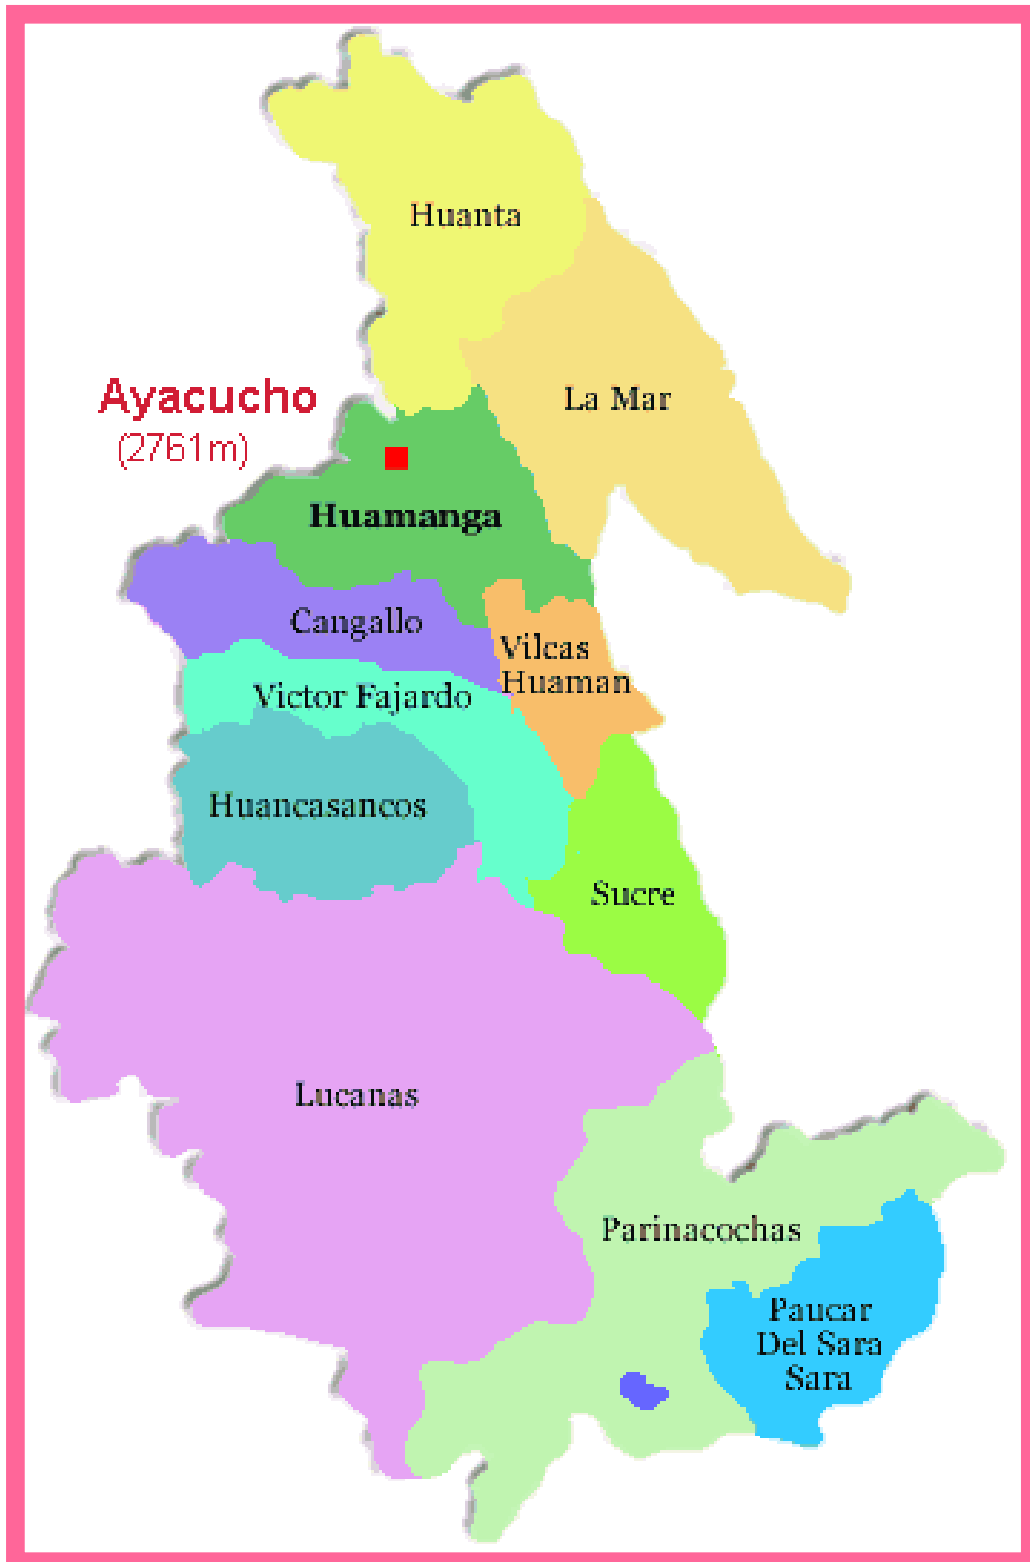 Huanta
La Mar
Ayacucho
(2761m)
Huamanga
Cangallo
Vilcas
Huaman
Victor Fajardo
Huancasancos
Sucre
Lucanas
Parinacochas
Paucar
Del Sara
Sara